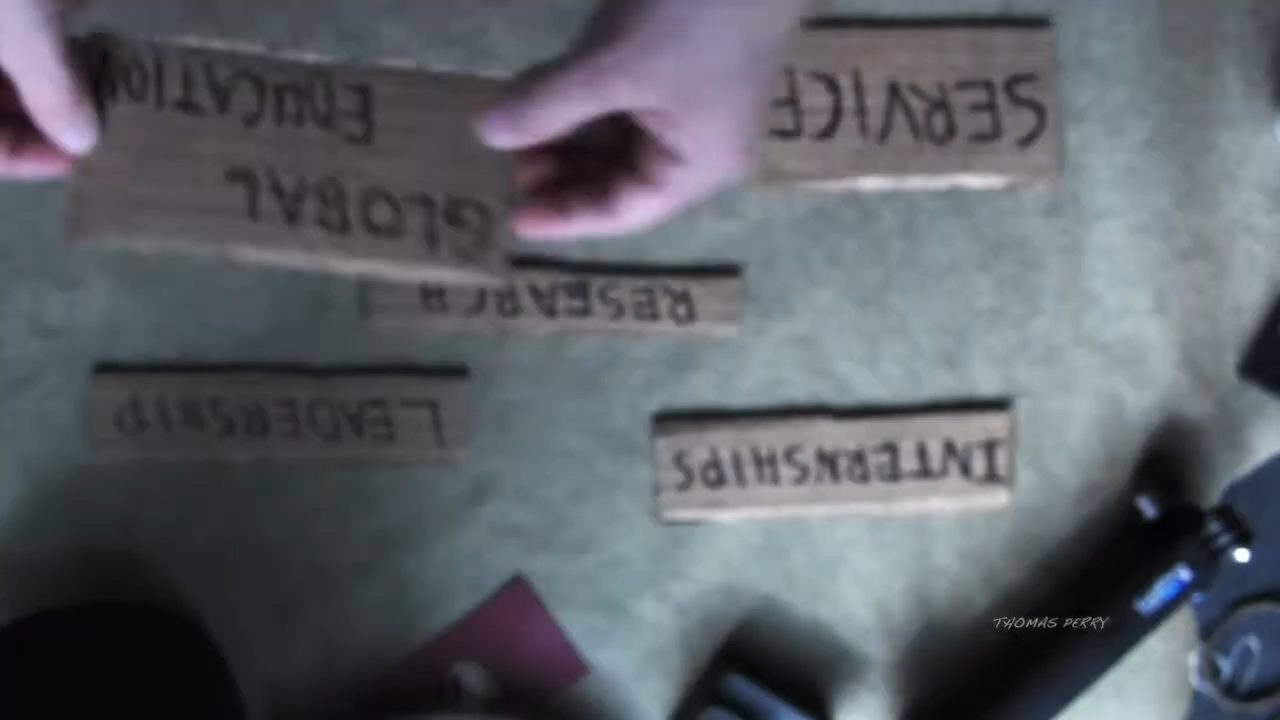 GLOBAL
EDUCATION
SERVICE
RESEARCH
LEADERSHIP
INTERNSHIPS
THOMAS PERRY